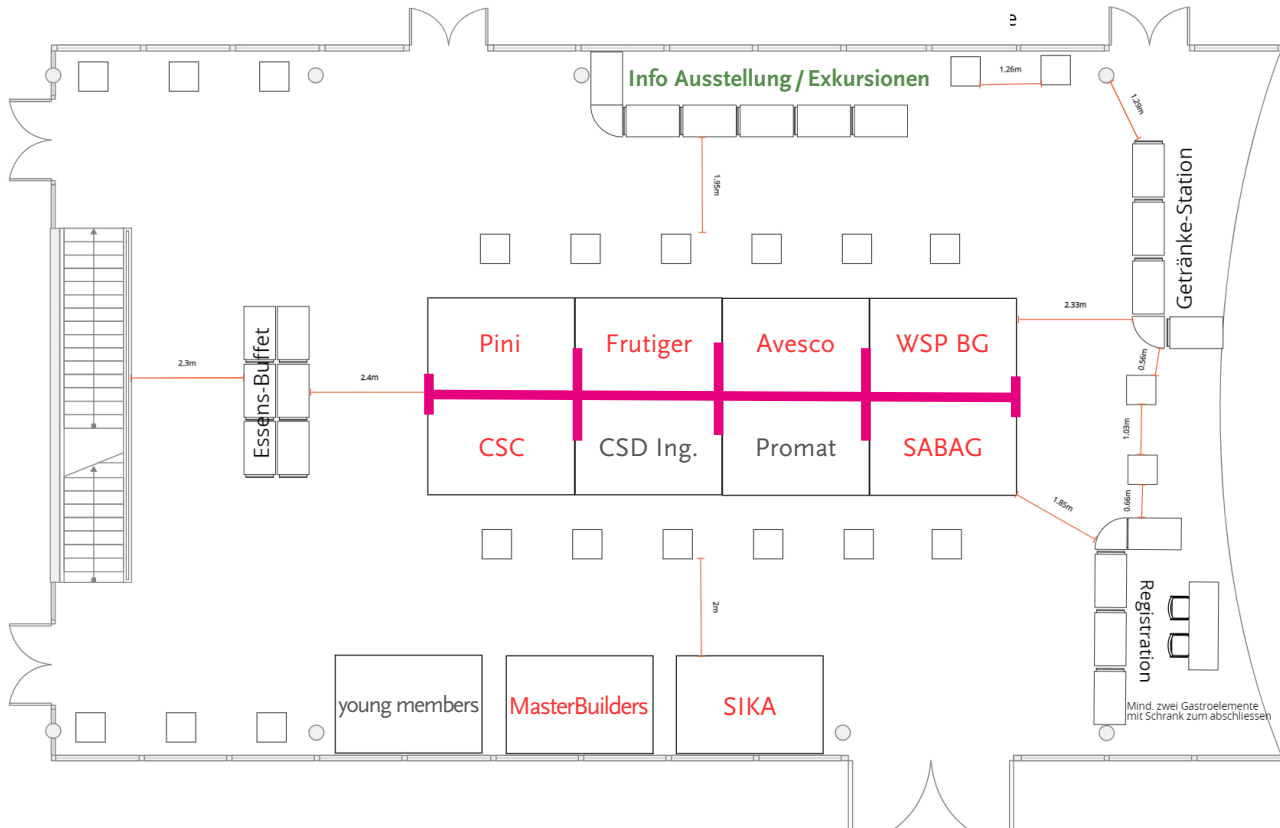 e
Info Ausstellung / Exkursionen
1.26m
1.29m
1.95m
Getränke-Station
2.33m
Pini
Frutiger
Avesco
WSP BG
0.56m
2.3m
Essens-Buffet
2.4m
1.03m
CSC
CSD Ing.
Promat
SABAG
0.66m
1.85m
2m
Registration
young members
MasterBuilders
SIKA
Mind. zwei Gastroelemente
mit Schrank zum abschliessen